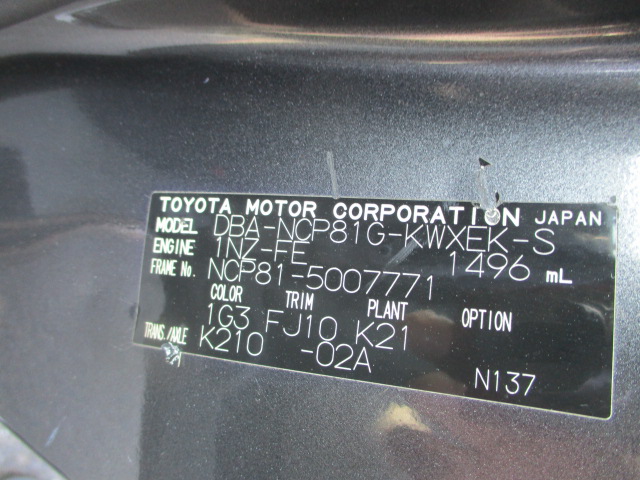 TOYOTA MOTOR CORPORATION JAPAN
MODEL DBA-NCP81G-KWXEK-S
ENGINE 1NZ-FE 1496 mL
FRAME No. NCP81-5007771
COLOR TRIM PLANT OPTION
1G3 FJ10 K21
TRANS./AXLE K210 -02A
N137